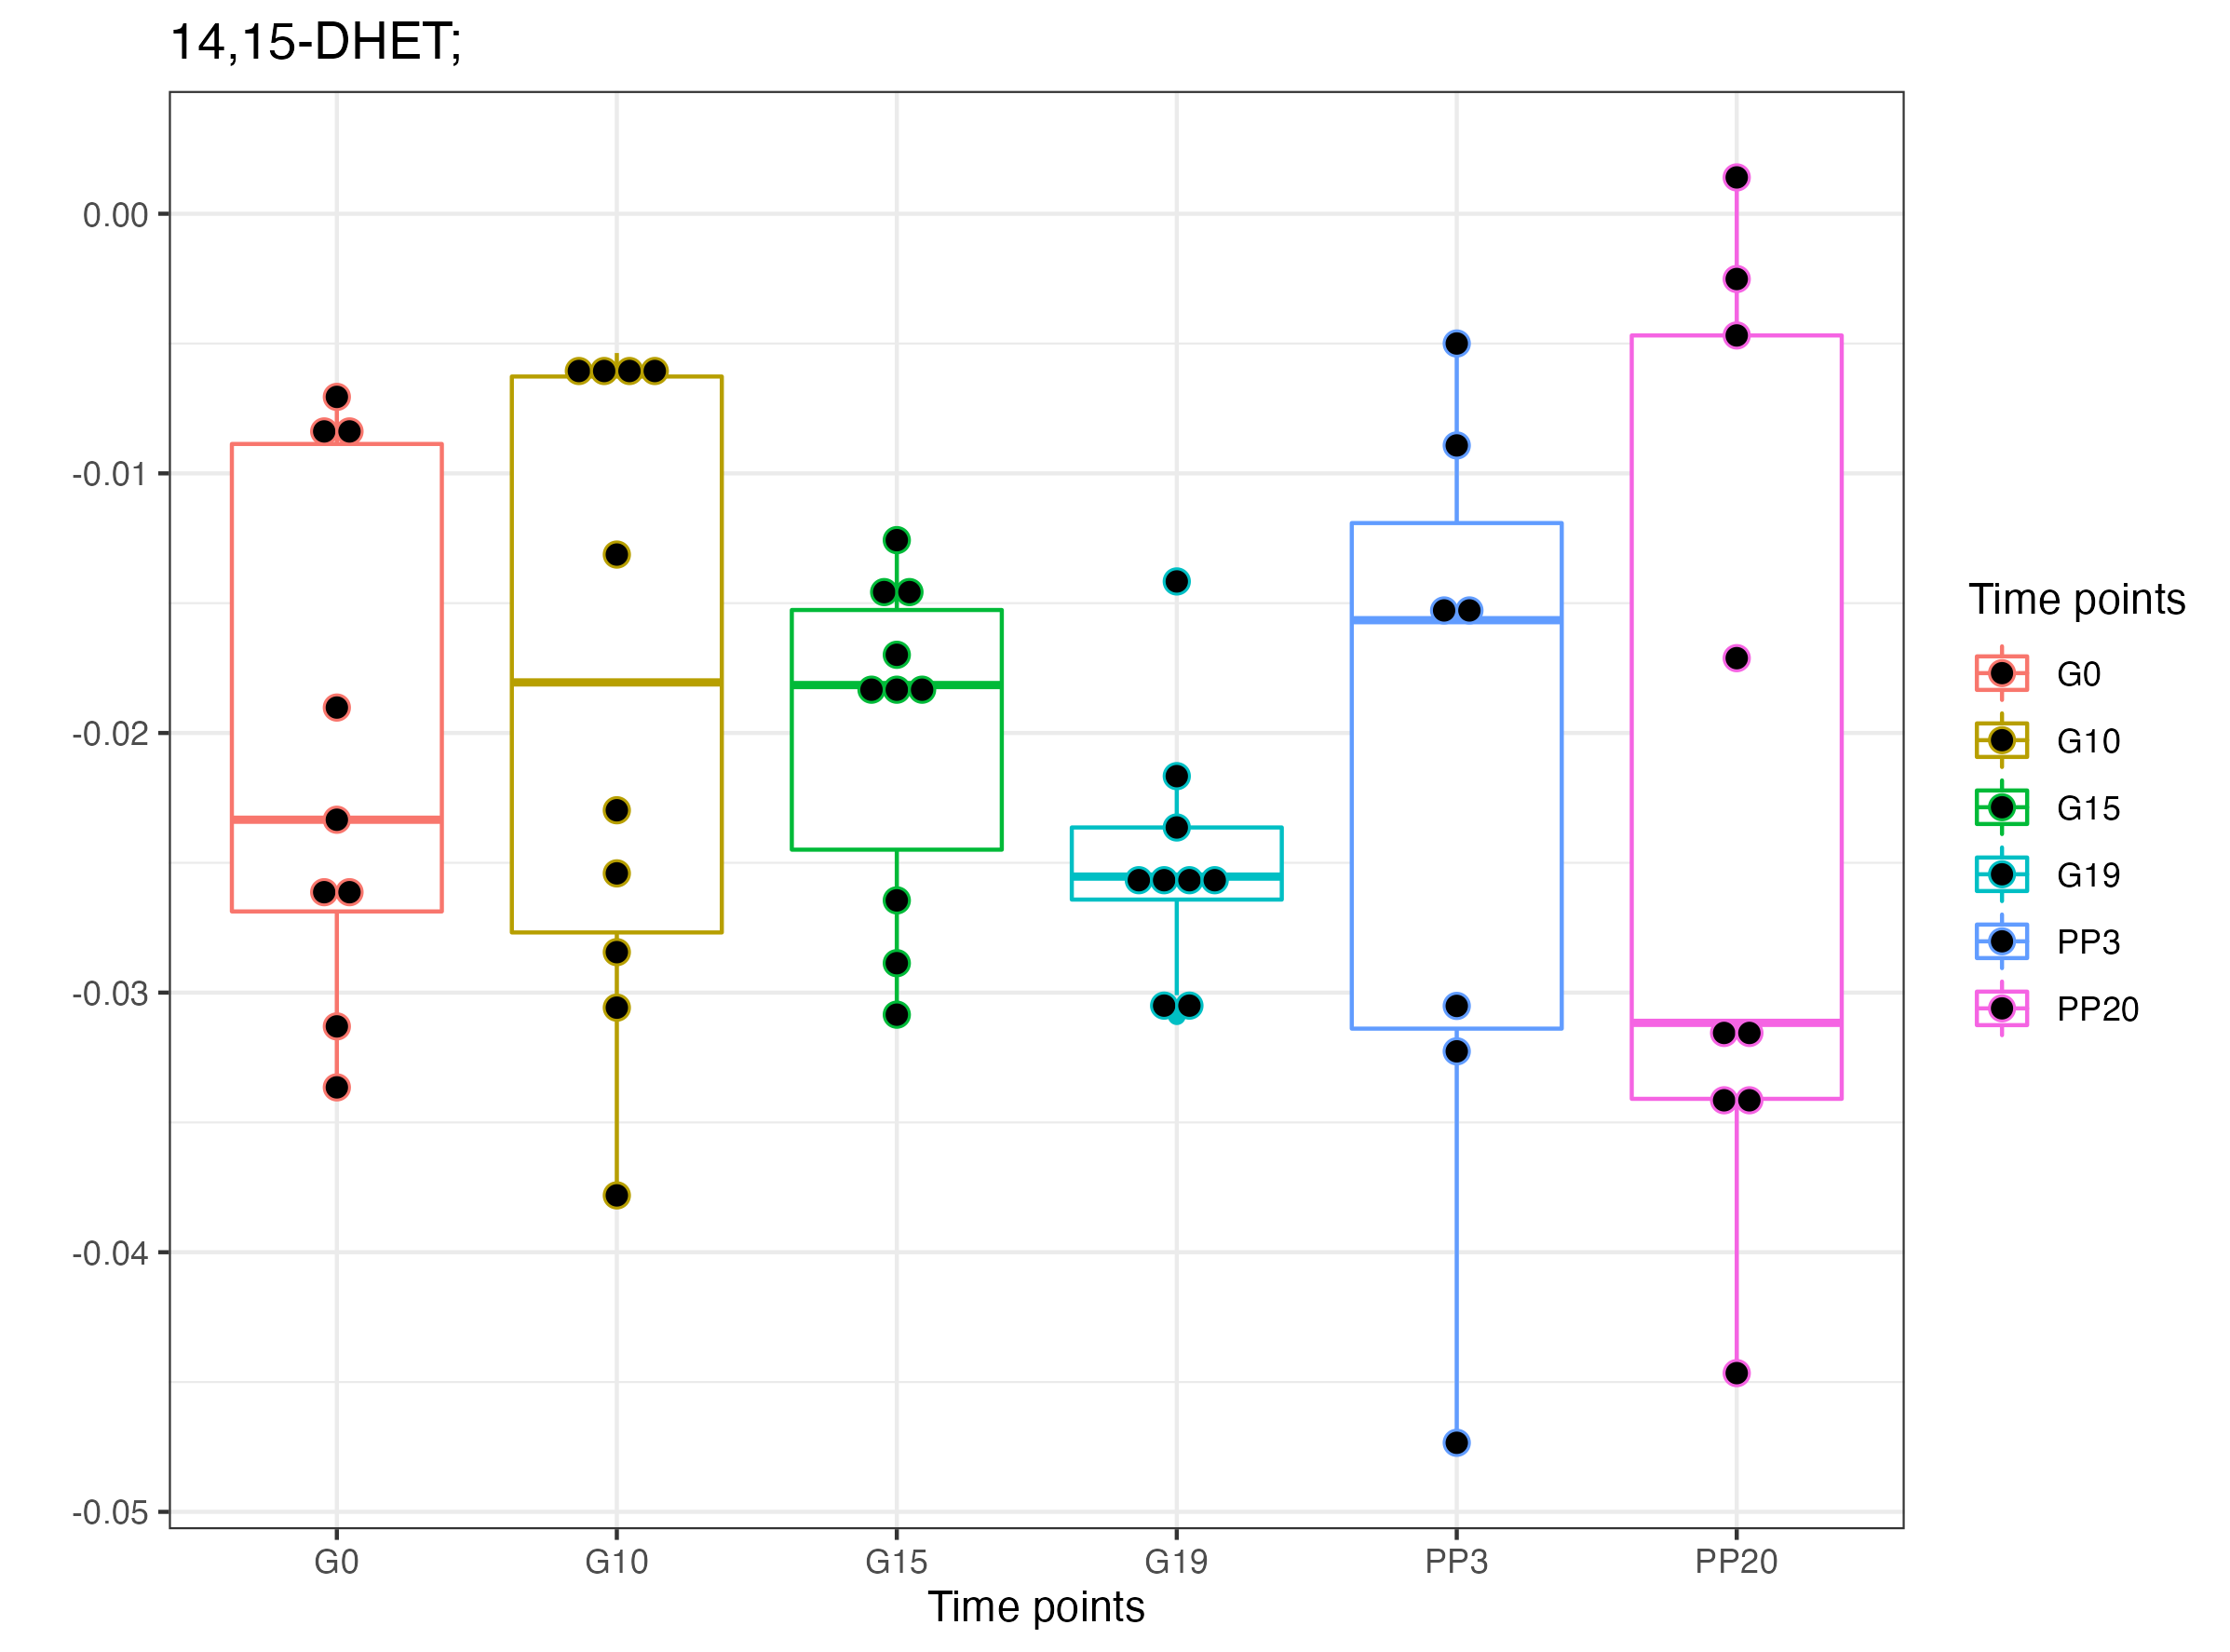 14,15-DHET;
0.00
-0.01
-0.02
-0.03
-0.04
-0.05
G0 G10 G15 G19 PP3 PP20
Time points
Time points
G0
G10
G15
G19
PP3
PP20